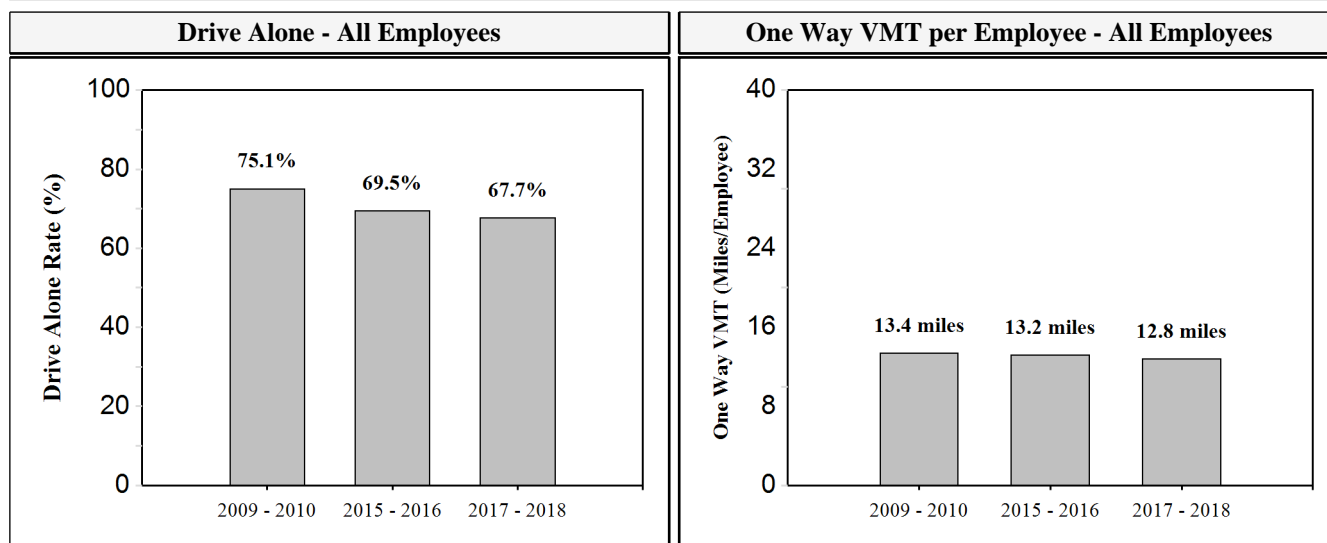 Drive Alone - All Employees
One Way VMT per Employee - All Employees
Drive Alone Rate (%)
100
80
60
40
20
0
75.1%
69.5%
67.7%
2009 - 2010
2015 - 2016
2017 - 2018
One Way VMT (Miles/Employee)
40
32
24
16
8
0
13.4 miles
13.2 miles
12.8 miles
2009 - 2010
2015 - 2016
2017 - 2018